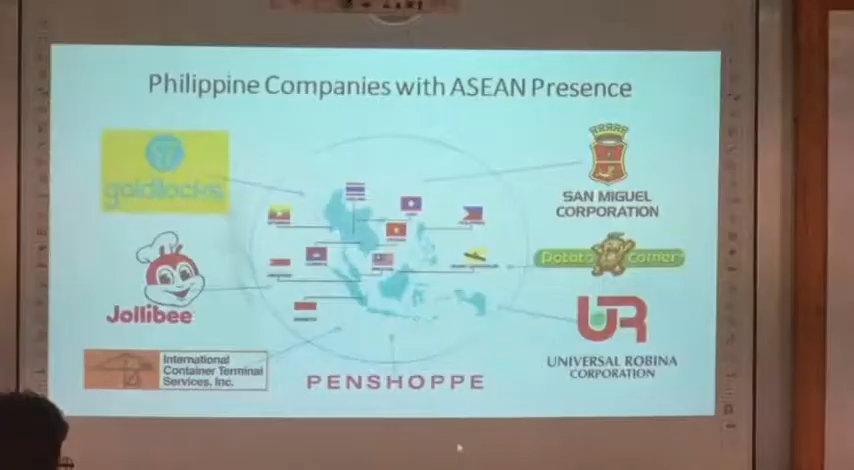 Philippine Companies with ASEAN Presence
goldilocks
SAN MIGUEL
CORPORATION
Potato Corner
Jollibee
UR
UNIVERSAL ROBINA
CORPORATION
International
Container Terminal
Services, Inc.
PENSHOPPE